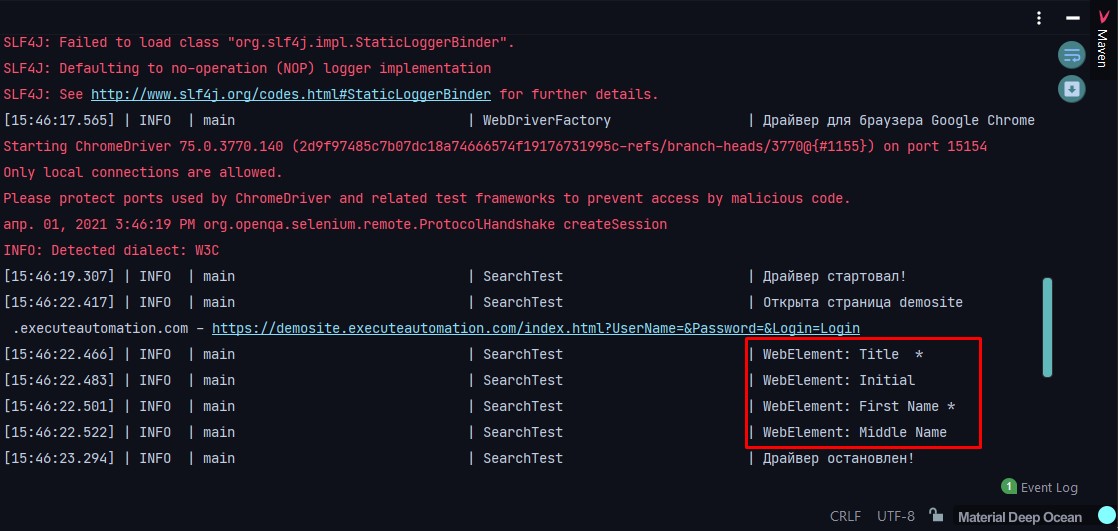 SLF4J: Failed to load class "org.slf4j.impl.StaticLoggerBinder".
SLF4J: Defaulting to no-operation (NOP) logger implementation
SLF4J: See http://www.slf4j.org/codes.html#StaticLoggerBinder for further details.
[15:46:17.565] | INFO  | main | WebDriverFactory | Драйвер для браузера Google Chrome
Starting ChromeDriver 75.0.3770.140 (2d9f97485c7b07dc18a74666574f19176731995c-refs/branch-heads/3770@{#1155}) on port 15154
Only local connections are allowed.
Please protect ports used by ChromeDriver and related test frameworks to prevent access by malicious code.
апр. 01, 2021 3:46:19 PM org.openqa.selenium.remote.ProtocolHandshake createSession
INFO: Detected dialect: W3C
[15:46:19.307] | INFO  | main | SearchTest | Драйвер стартовал!
[15:46:22.417] | INFO  | main | SearchTest | Открыта страница demosite
.executeautomation.com – https://demosite.executeautomation.com/index.html?UserName=&Password=&Login=Login
[15:46:22.466] | INFO  | main | SearchTest | WebElement: Title  *
[15:46:22.483] | INFO  | main | SearchTest | WebElement: Initial
[15:46:22.501] | INFO  | main | SearchTest | WebElement: First Name *
[15:46:22.522] | INFO  | main | SearchTest | WebElement: Middle Name
[15:46:23.294] | INFO  | main | SearchTest | Драйвер остановлен!
Maven
1 Event Log
CRLF UTF-8 Material Deep Ocean